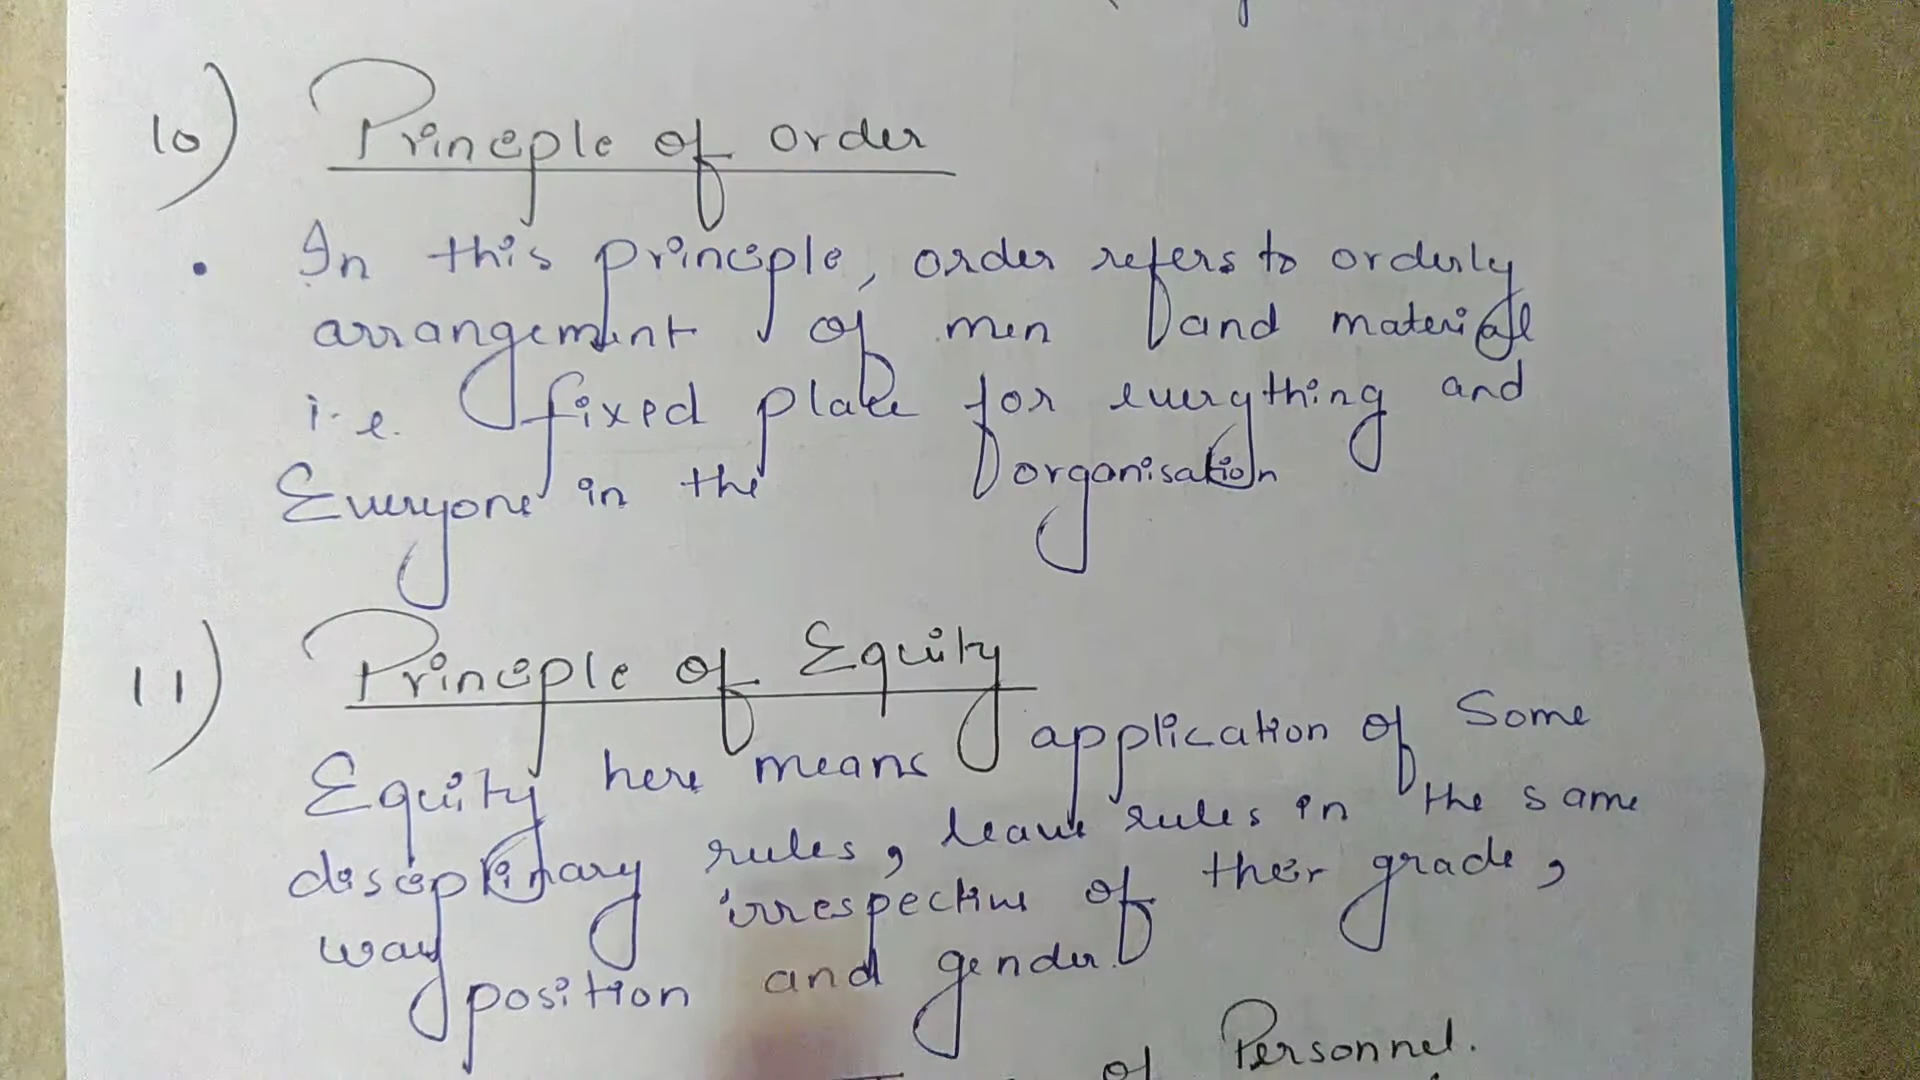 10) Principle of order
• In this principle, order refers to orderly
arrangement of men and material
i.e. fixed place for everything and
Everyone in the organisation
11) Principle of Equity
Equity here means application of Some
disciplinary rules, leave rules in the same
way irrespective of their grade,
position and gender.
of Personnel.